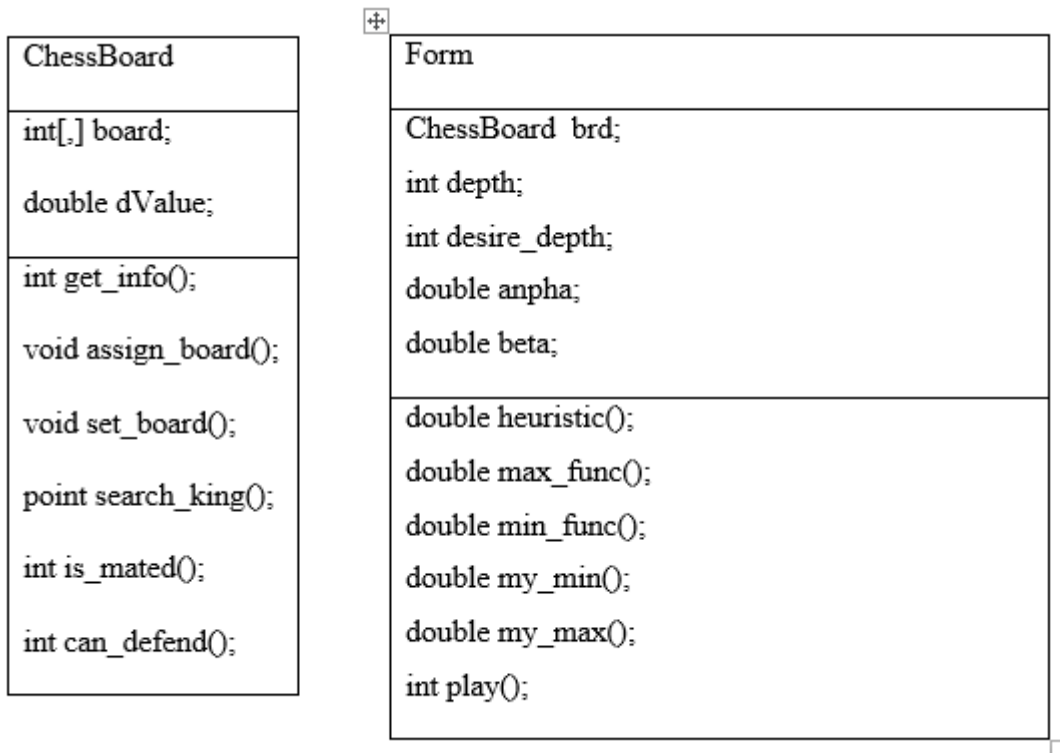 ChessBoard
int[,] board;
double dValue;
int get_info();
void assign_board();
void set_board();
point search_king();
int is_mated();
int can_defend();
Form
ChessBoard  brd;
int depth;
int desire_depth;
double anpha;
double beta;
double heuristic();
double max_func();
double min_func();
double my_min();
double my_max();
int play();